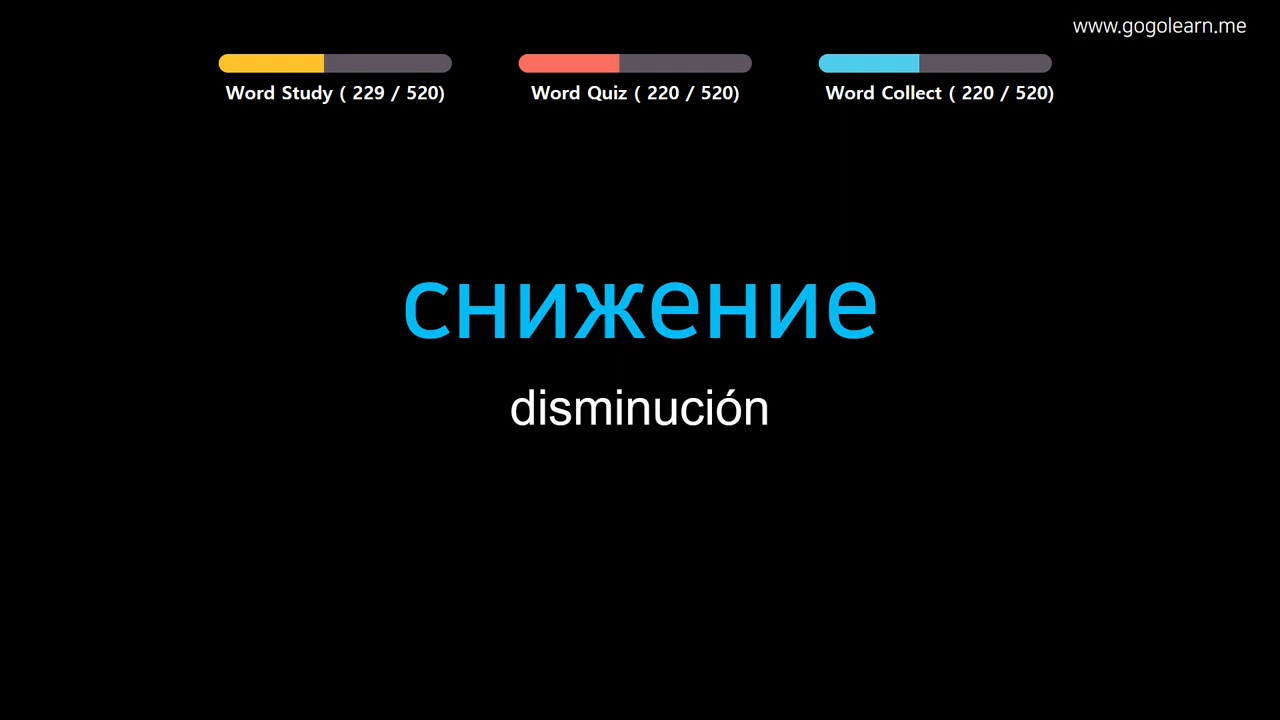 www.gogolearn.me
Word Study ( 229 / 520)
Word Quiz ( 220 / 520)
Word Collect ( 220 / 520)
снижение
disminución